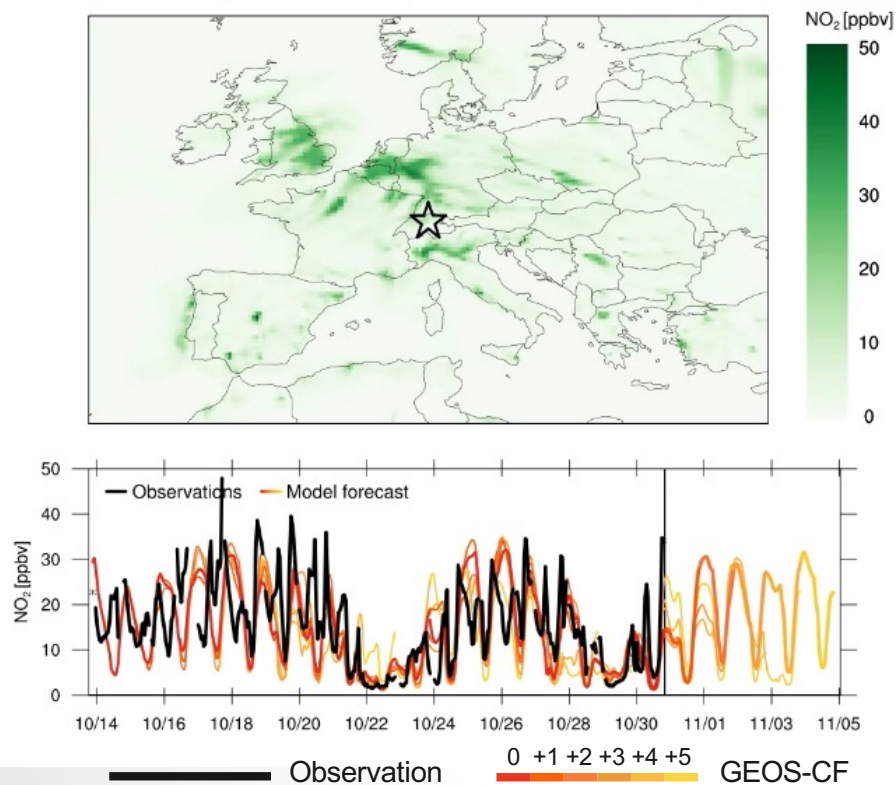 NO₂ [ppbv]
50
40
30
20
10
0
50
40
30
20
10
0
NO₂ [ppbv]
Observations
Model forecast
10/14 10/16 10/18 10/20 10/22 10/24 10/26 10/28 10/30 11/01 11/03 11/05
0 +1 +2 +3 +4 +5
Observation GEOS-CF